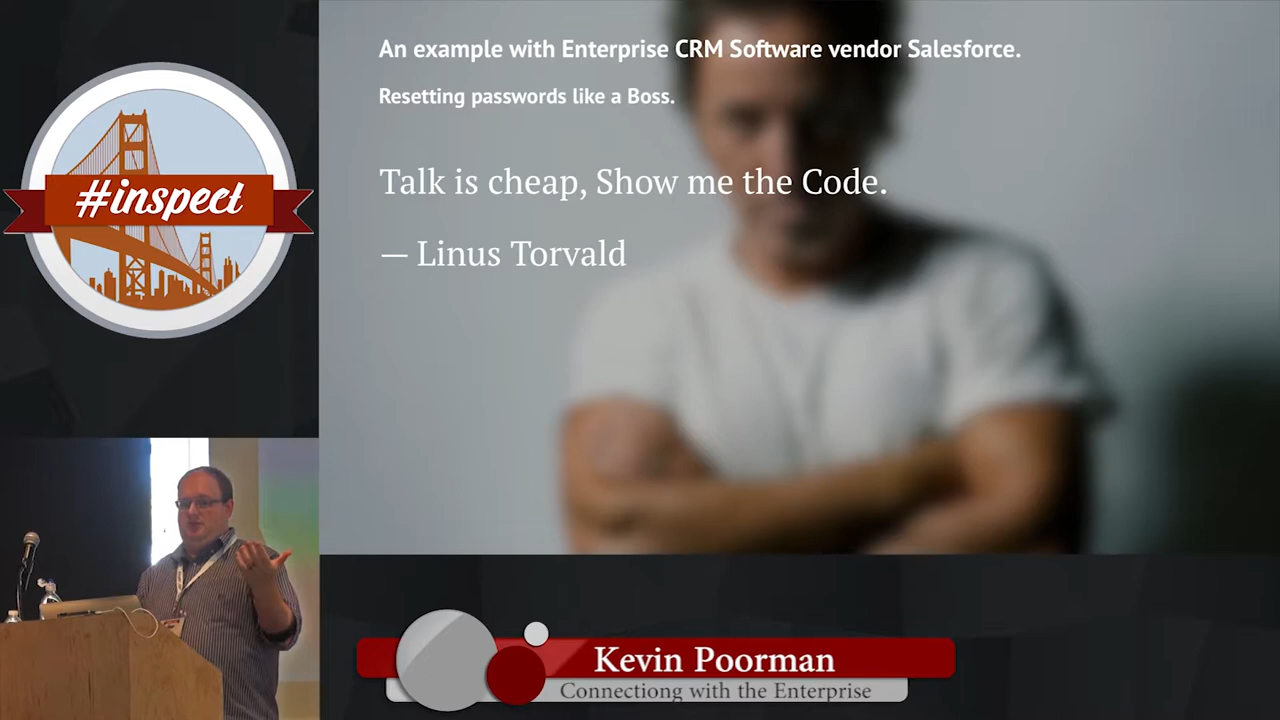 #inspect
An example with Enterprise CRM Software vendor Salesforce.
Resetting passwords like a Boss.
Talk is cheap, Show me the Code.
— Linus Torvald
Kevin Poorman
Connectiong with the Enterprise